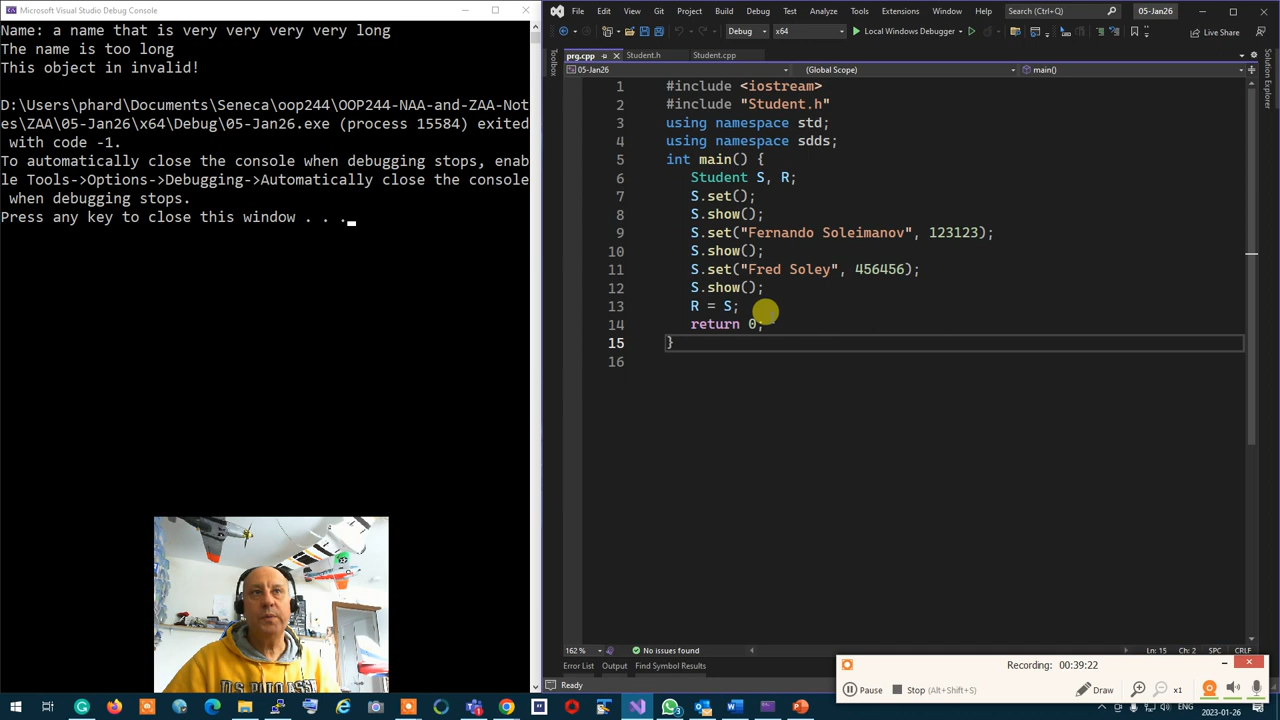 Microsoft Visual Studio Debug Console
Name: a name that is very very very very long
The name is too long
This object in invalid!
D:\Users\phard\Documents\Seneca\oop244\OOP244-NAA-and-ZAA-Not
es\ZAA\05-Jan26\x64\Debug\05-Jan26.exe (process 15584) exited
with code -1.
To automatically close the console when debugging stops, enab
le Tools->Options->Debugging->Automatically close the console
when debugging stops.
Press any key to close this window . . .
File Edit View Git Project Build Debug Test Analyze Tools Extensions Window Help Search (Ctrl+Q) 05-Jan26
Debug x64 Local Windows Debugger Live Share
Toolbox
prg.cpp Student.h Student.cpp
05-Jan26 (Global Scope) main()
Solution Explorer
1 #include <iostream>
2 #include "Student.h"
3 using namespace std;
4 using namespace sdds;
5 int main() {
6 Student S, R;
7 S.set();
8 S.show();
9 S.set("Fernando Soleimanov", 123123);
10 S.show();
11 S.set("Fred Soley", 456456);
12 S.show();
13 R = S;
14 return 0;
15 }
16
162 % No issues found Ln: 15 Ch: 2 SPC CRLF
Error List Output Find Symbol Results
Ready
Recording: 00:39:22
Pause Stop (Alt+Shift+S) Draw x1
ENG 7:06 PM
2023-01-26